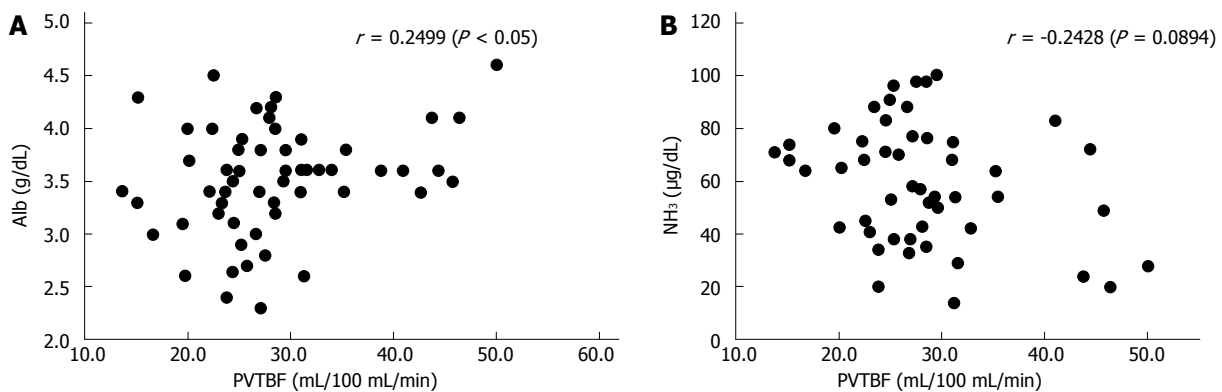 A
r = 0.2499 (P < 0.05)
Alb (g/dL)
5.0
4.5
4.0
3.5
3.0
2.5
2.0
10.0 20.0 30.0 40.0 50.0 60.0
PVTBF (mL/100 mL/min)
B
r = -0.2428 (P = 0.0894)
NH₃ (µg/dL)
120
100
80
60
40
20
0
10.0 20.0 30.0 40.0 50.0
PVTBF (mL/100 mL/min)